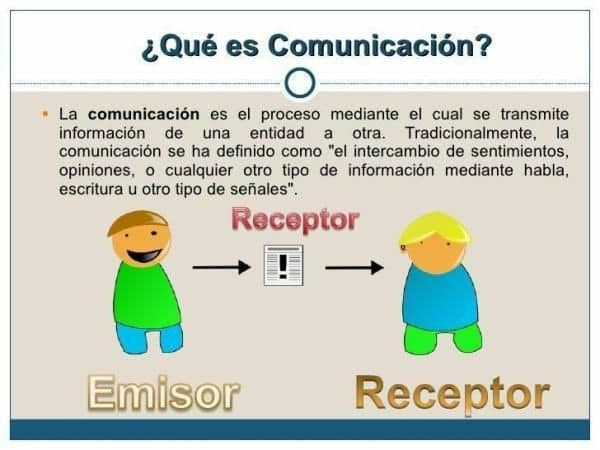 ¿Qué es Comunicación?
• La comunicación es el proceso mediante el cual se transmite
información de una entidad a otra. Tradicionalmente, la
comunicación se ha definido como "el intercambio de sentimientos,
opiniones, o cualquier otro tipo de información mediante habla,
escritura u otro tipo de señales".
Receptor
!
Emisor
Receptor